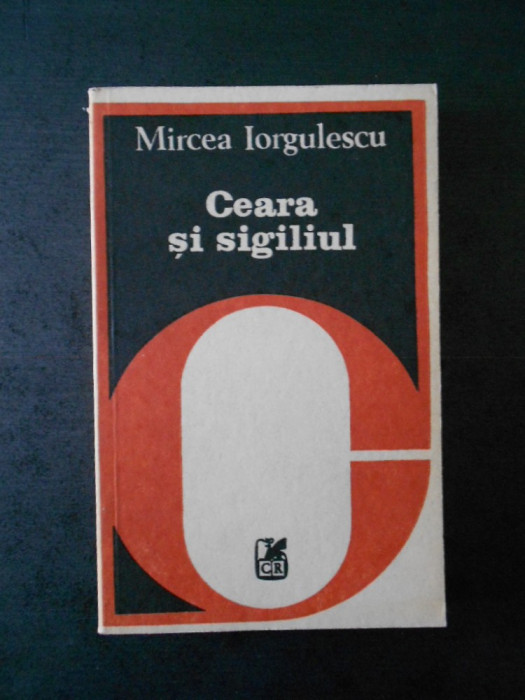 Mircea Iorgulescu
Ceara
și sigiliul
CR